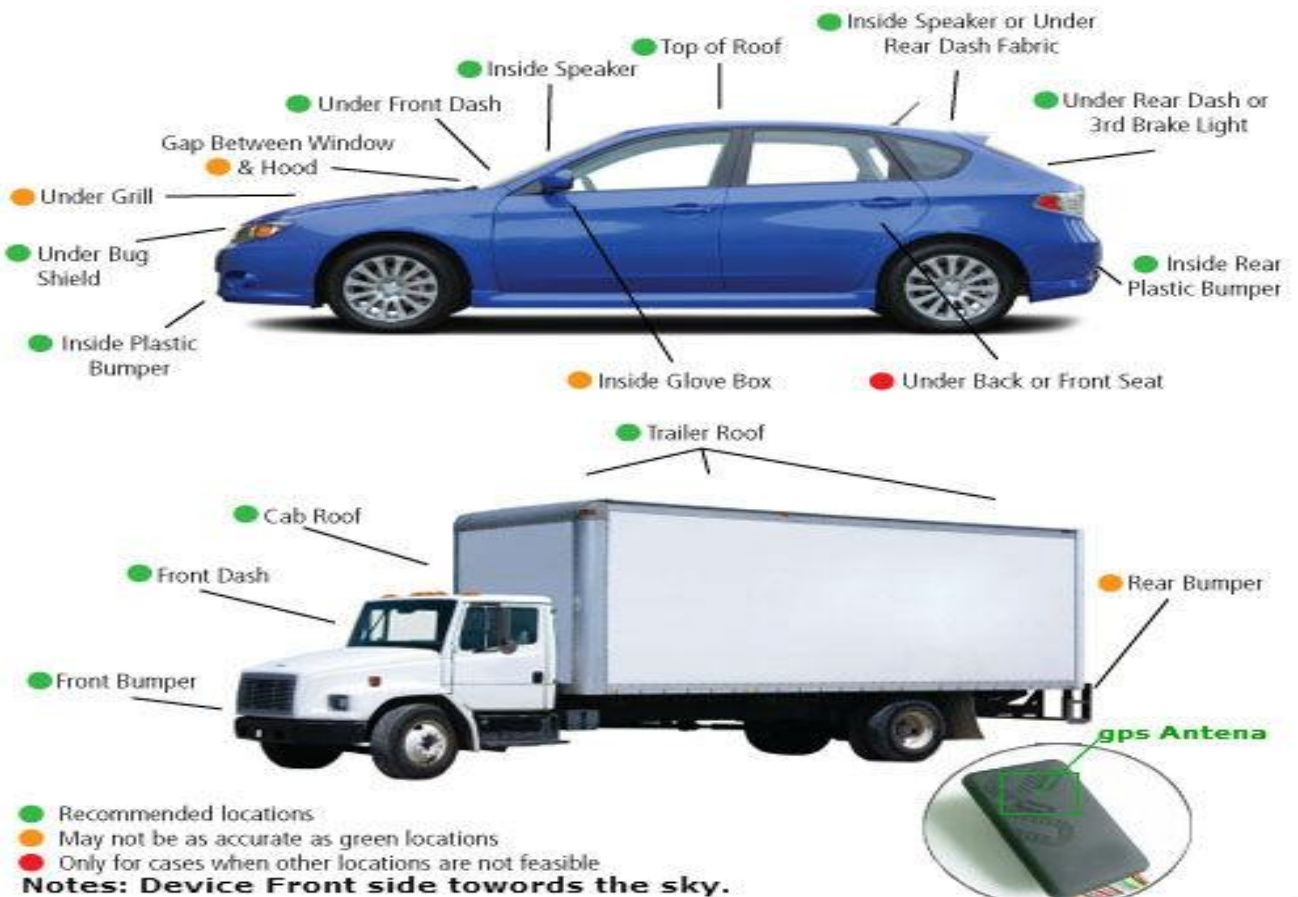 Inside Speaker or Under
Rear Dash Fabric
Top of Roof
Inside Speaker
Under Front Dash
Under Rear Dash or
3rd Brake Light
Gap Between Window
& Hood
Under Grill
Under Bug
Shield
Inside Rear
Plastic Bumper
Inside Plastic
Bumper
Inside Glove Box
Under Back or Front Seat
Trailer Roof
Cab Roof
Front Dash
Rear Bumper
Front Bumper
gps Antena
Recommended locations
May not be as accurate as green locations
Only for cases when other locations are not feasible
Notes: Device Front side towords the sky.